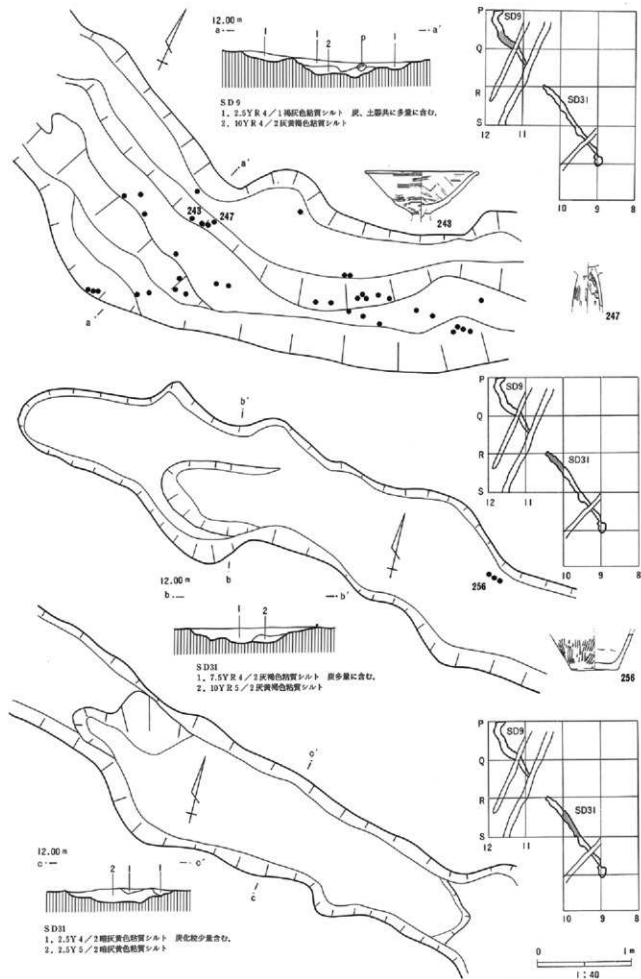 12.00 m
a
a'
1
2
1
p
1
SD9
1. 2.5YR4/1褐灰色粘質シルト 炭、土器共に多量に含む。
2. 10YR4/2灰黄褐色粘質シルト
P
Q
R
S
12
11
10
9
8
SD9
SD31
a'
243
247
243
247
a
b'
256
b
12.00 m
b
b'
1
2
SD31
1. 7.5YR4/2灰褐色粘質シルト 炭多量に含む。
2. 10YR5/2灰黄褐色粘質シルト
P
Q
R
S
12
11
10
9
8
SD9
SD31
256
c'
c
12.00 m
c
c'
2
1
1
SD31
1. 2.5Y4/2暗灰黄色粘質シルト 炭化粒少量含む。
2. 2.5Y5/2暗灰黄色粘質シルト
P
Q
R
S
12
11
10
9
8
SD9
SD31
0
1m
1:40